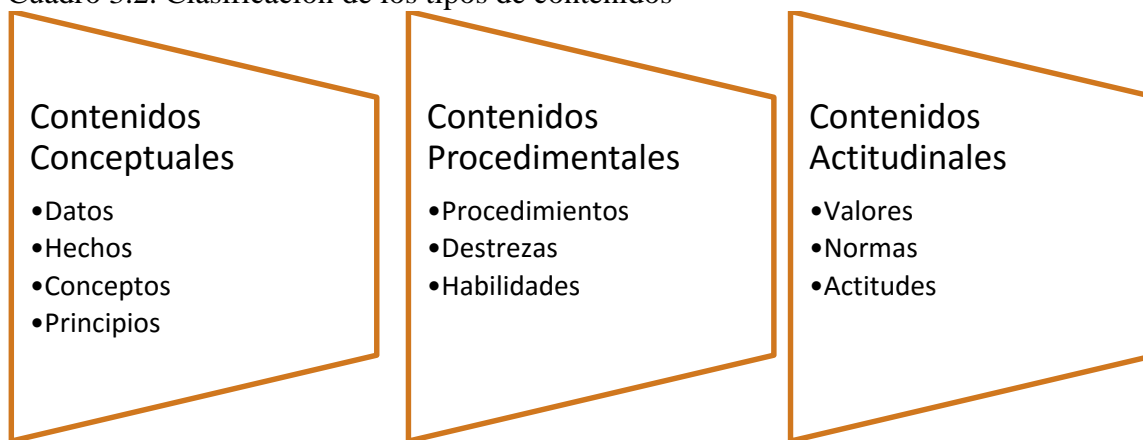 Cuadro 3.2. Clasificación de los tipos de contenidos
Contenidos
Conceptuales
•Datos
•Hechos
•Conceptos
•Principios
Contenidos
Procedimentales
•Procedimientos
•Destrezas
•Habilidades
Contenidos
Actitudinales
•Valores
•Normas
•Actitudes